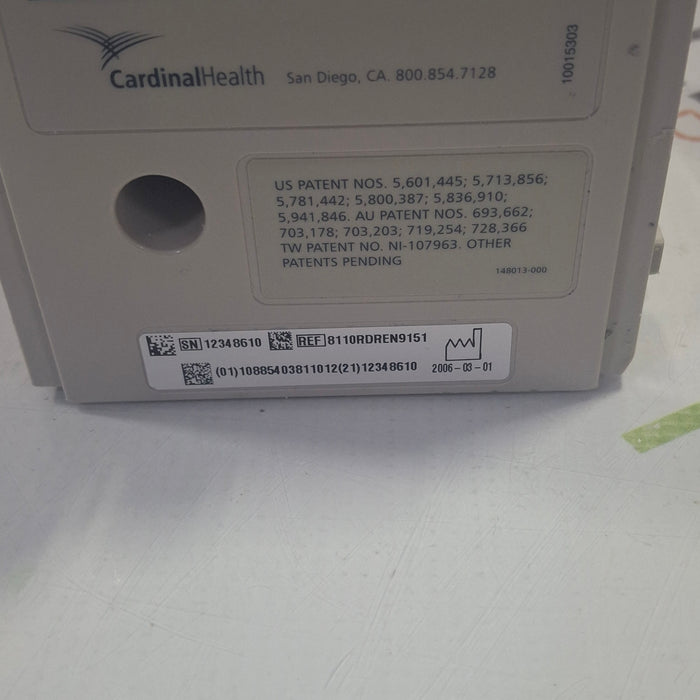 CardinalHealth San Diego, CA. 800.854.7128
10015303
US PATENT NOS. 5,601,445; 5,713,856;
5,781,442; 5,800,387; 5,836,910;
5,941,846. AU PATENT NOS. 693,662;
703,178; 703,203; 719,254; 728,366
TW PATENT NO. NI-107963. OTHER
PATENTS PENDING
148013-000
SN 12348610 REF 8110RDREN9151
(01)10885403811012(21)12348610 2006-03-01